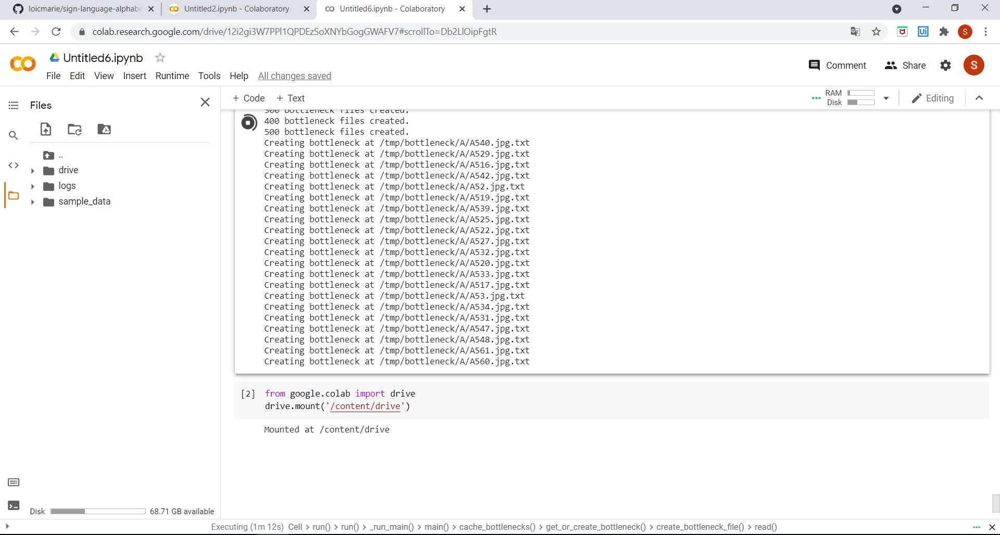 loicmarie/sign-language-alphabe
Untitled2.ipynb - Colaboratory
Untitled6.ipynb - Colaboratory
colab.research.google.com/drive/12i2gi3W7PPl1QPDEzSoXNYbGogGWAFV7#scrollTo=Db2LlOipFgtR
S
Untitled6.ipynb
Comment
Share
S
File Edit View Insert Runtime Tools Help All changes saved
Files
+ Code + Text
RAM
Disk
Editing
..
drive
logs
sample_data
300 bottleneck files created.
400 bottleneck files created.
500 bottleneck files created.
Creating bottleneck at /tmp/bottleneck/A/A540.jpg.txt
Creating bottleneck at /tmp/bottleneck/A/A529.jpg.txt
Creating bottleneck at /tmp/bottleneck/A/A516.jpg.txt
Creating bottleneck at /tmp/bottleneck/A/A542.jpg.txt
Creating bottleneck at /tmp/bottleneck/A/A52.jpg.txt
Creating bottleneck at /tmp/bottleneck/A/A519.jpg.txt
Creating bottleneck at /tmp/bottleneck/A/A539.jpg.txt
Creating bottleneck at /tmp/bottleneck/A/A525.jpg.txt
Creating bottleneck at /tmp/bottleneck/A/A522.jpg.txt
Creating bottleneck at /tmp/bottleneck/A/A527.jpg.txt
Creating bottleneck at /tmp/bottleneck/A/A532.jpg.txt
Creating bottleneck at /tmp/bottleneck/A/A520.jpg.txt
Creating bottleneck at /tmp/bottleneck/A/A533.jpg.txt
Creating bottleneck at /tmp/bottleneck/A/A517.jpg.txt
Creating bottleneck at /tmp/bottleneck/A/A53.jpg.txt
Creating bottleneck at /tmp/bottleneck/A/A534.jpg.txt
Creating bottleneck at /tmp/bottleneck/A/A531.jpg.txt
Creating bottleneck at /tmp/bottleneck/A/A547.jpg.txt
Creating bottleneck at /tmp/bottleneck/A/A548.jpg.txt
Creating bottleneck at /tmp/bottleneck/A/A561.jpg.txt
Creating bottleneck at /tmp/bottleneck/A/A560.jpg.txt
[2] from google.colab import drive
drive.mount('/content/drive')
Mounted at /content/drive
Disk 68.71 GB available
Executing (1m 12s) Cell > run() > run() > _run_main() > main() > cache_bottlenecks() > get_or_create_bottleneck() > create_bottleneck_file() > read()